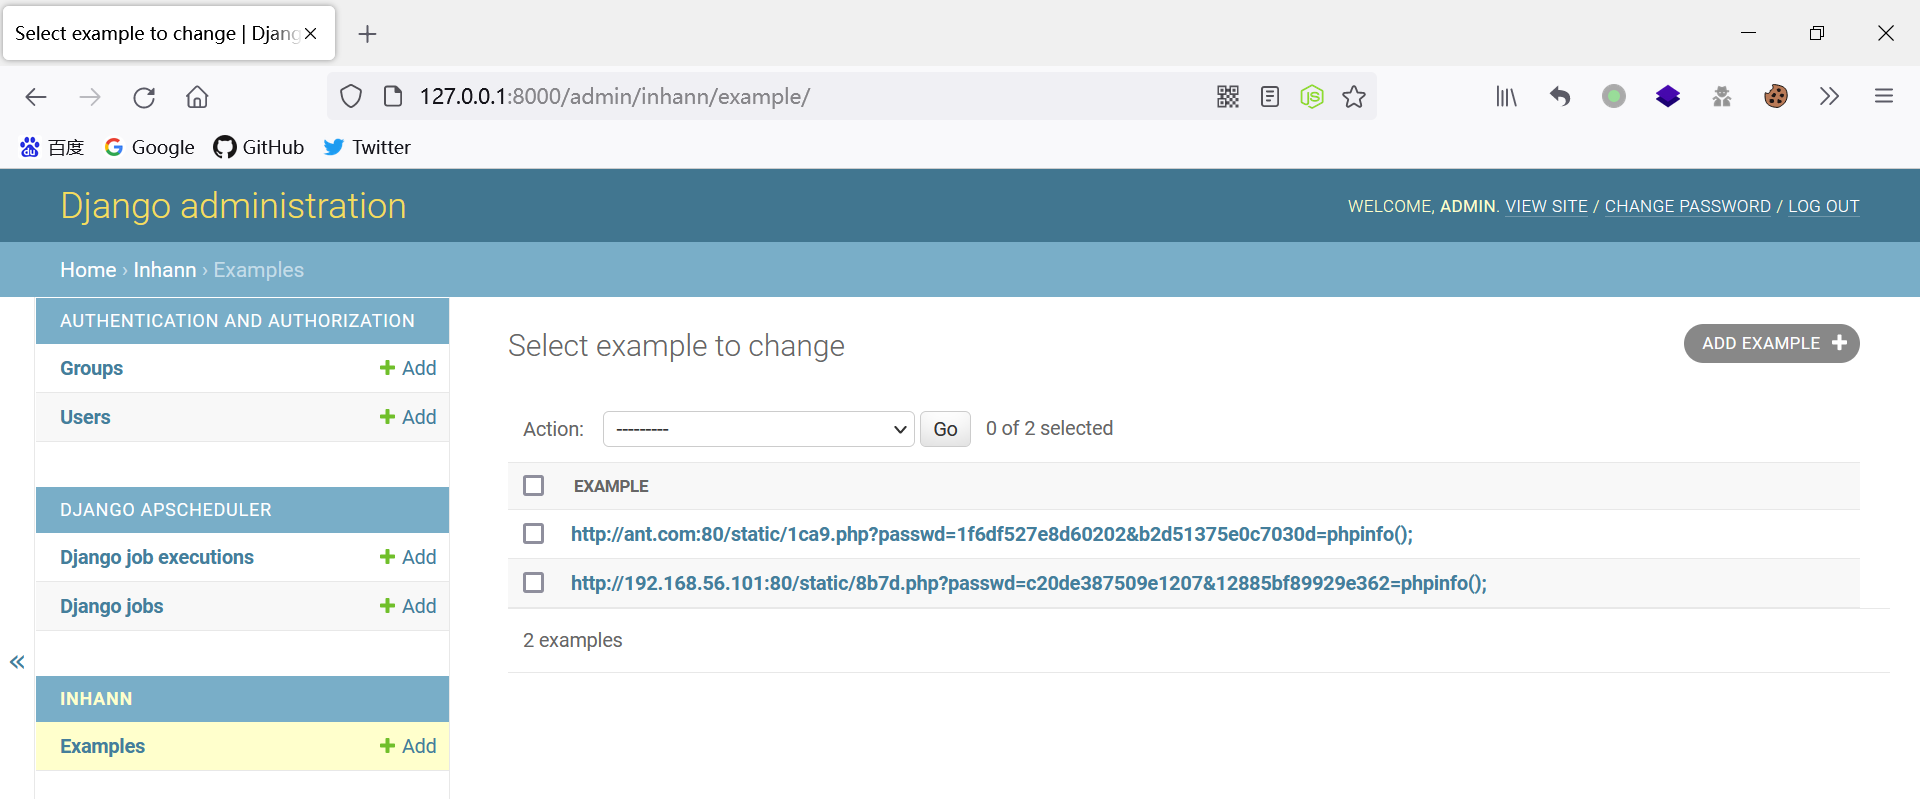 Select example to change | Djang
127.0.0.1:8000/admin/inhann/example/
百度 Google GitHub Twitter
Django administration
WELCOME, ADMIN. VIEW SITE / CHANGE PASSWORD / LOG OUT
Home › Inhann › Examples
AUTHENTICATION AND AUTHORIZATION
Groups + Add
Users + Add
DJANGO APSCHEDULER
Django job executions + Add
Django jobs + Add
«
INHANN
Examples + Add
Select example to change
ADD EXAMPLE +
Action: --------- Go 0 of 2 selected
EXAMPLE
http://ant.com:80/static/1ca9.php?passwd=1f6df527e8d60202&b2d51375e0c7030d=phpinfo();
http://192.168.56.101:80/static/8b7d.php?passwd=c20de387509e1207&12885bf89929e362=phpinfo();
2 examples